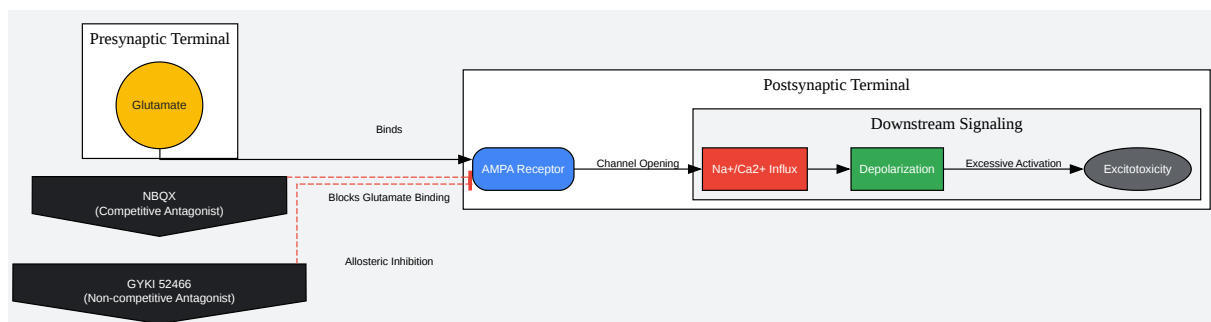 Presynaptic Terminal
Glutamate
Binds
Postsynaptic Terminal
Downstream Signaling
AMPA Receptor
Channel Opening
Na+/Ca2+ Influx
Depolarization
Excessive Activation
Excitotoxicity
NBQX
(Competitive Antagonist)
Blocks Glutamate Binding
Allosteric Inhibition
GYKI 52466
(Non-competitive Antagonist)